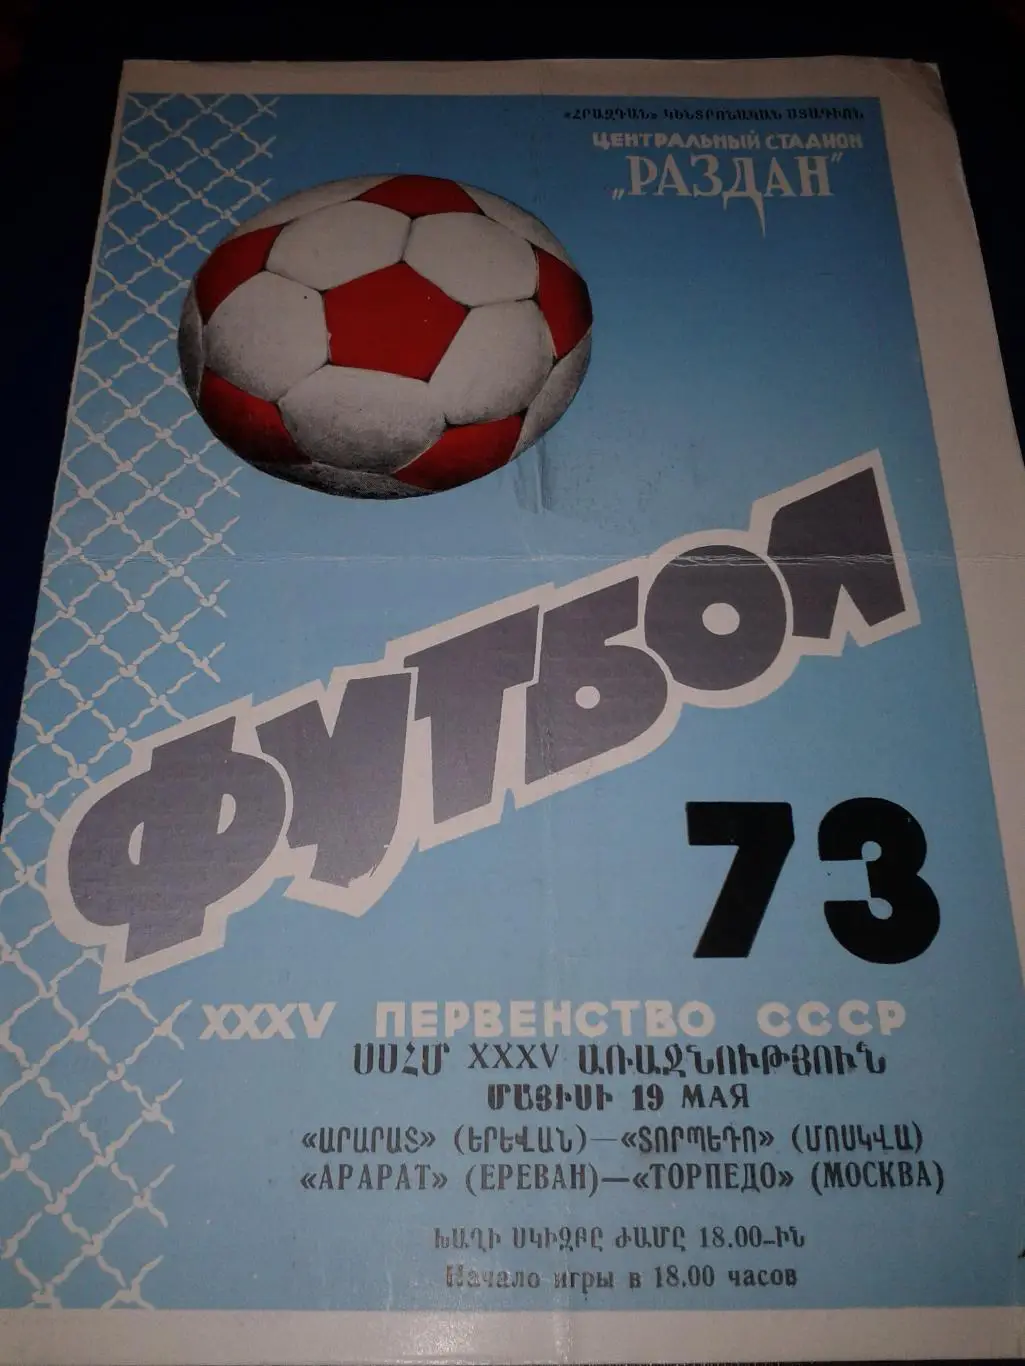 «ՀՐԱԶԴԱՆ» ԿԵՆՏՐՈՆԱԿԱՆ ՍՏԱԴԻՈՆ
ЦЕНТРАЛЬНЫЙ СТАДИОН
„РАЗДАН”
ФУТБОЛ
73
XXXV ПЕРВЕНСТВО СССР
ՍՍՀՄ XXXV ԱՌԱՋՆՈՒԹՅՈՒՆ
ՄԱՅԻՍԻ 19 МАЯ
«ԱՐԱՐԱՏ» (ԵՐԵՎԱՆ)—«ՏՈՐՊԵԴՈ» (ՄՈՍԿՎԱ)
«АРАРАТ» (ЕРЕВАН)—«ТОРПЕДО» (МОСКВА)
ԽԱՂԻ ՍԿԻԶԲԸ ԺԱՄԸ 18.00-ԻՆ
Начало игры в 18.00 часов